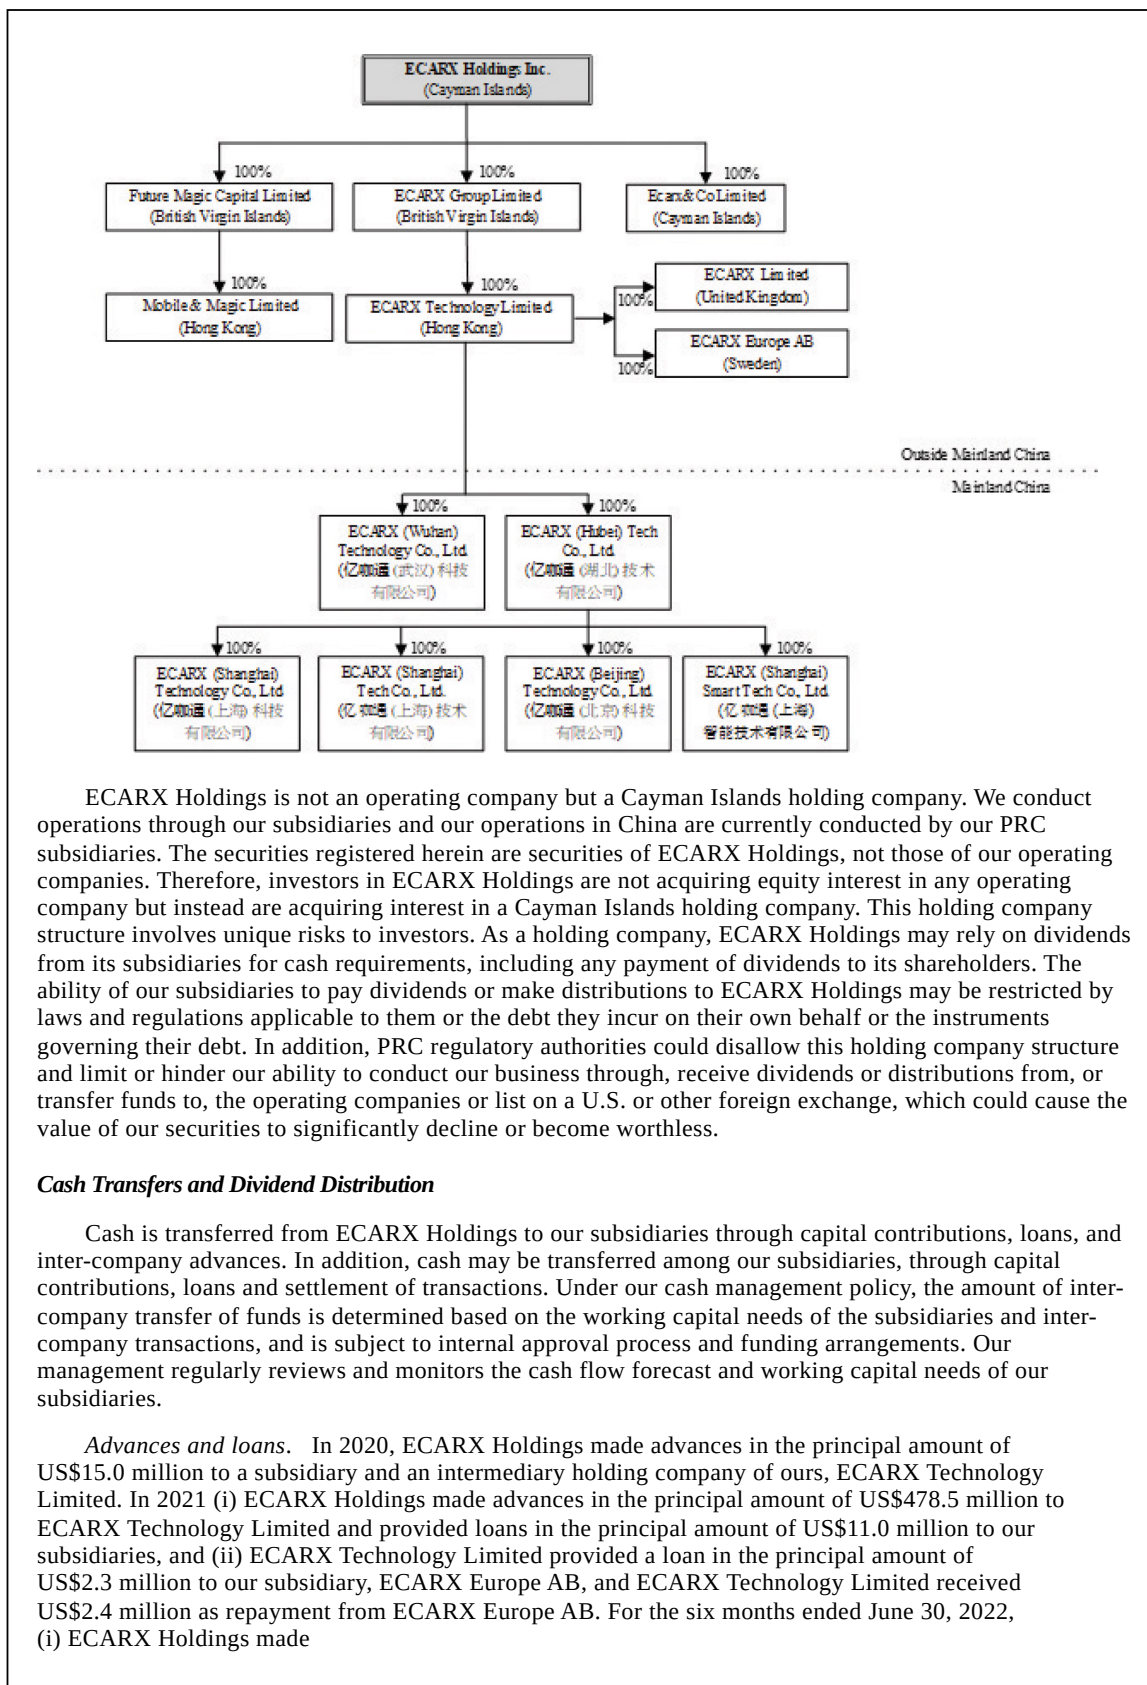 ECARX Holdings Inc.
(Cayman Islands)
100%
100%
100%
Future Magic Capital Limited
(British Virgin Islands)
ECARX Group Limited
(British Virgin Islands)
Ecarx&Co Limited
(Cayman Islands)
100%
100%
Mobile & Magic Limited
(Hong Kong)
ECARX Technology Limited
(Hong Kong)
100%
ECARX Limited
(United Kingdom)
100%
ECARX Europe AB
(Sweden)
Outside Mainland China
Mainland China
100%
100%
ECARX (Wuhan)
Technology Co., Ltd.
(亿咖通 (武汉) 科技
有限公司)
ECARX (Hubei) Tech
Co., Ltd.
(亿咖通 (湖北) 技术
有限公司)
100%
100%
100%
100%
ECARX (Shanghai)
Technology Co., Ltd
(亿咖通 (上海) 科技
有限公司)
ECARX (Shanghai)
Tech Co., Ltd.
(亿咖通 (上海) 技术
有限公司)
ECARX (Beijing)
Technology Co., Ltd.
(亿咖通 (北京) 科技
有限公司)
ECARX (Shanghai)
Smart Tech Co., Ltd.
(亿咖通 (上海)
智能技术有限公司)
ECARX Holdings is not an operating company but a Cayman Islands holding company. We conduct
operations through our subsidiaries and our operations in China are currently conducted by our PRC
subsidiaries. The securities registered herein are securities of ECARX Holdings, not those of our operating
companies. Therefore, investors in ECARX Holdings are not acquiring equity interest in any operating
company but instead are acquiring interest in a Cayman Islands holding company. This holding company
structure involves unique risks to investors. As a holding company, ECARX Holdings may rely on dividends
from its subsidiaries for cash requirements, including any payment of dividends to its shareholders. The
ability of our subsidiaries to pay dividends or make distributions to ECARX Holdings may be restricted by
laws and regulations applicable to them or the debt they incur on their own behalf or the instruments
governing their debt. In addition, PRC regulatory authorities could disallow this holding company structure
and limit or hinder our ability to conduct our business through, receive dividends or distributions from, or
transfer funds to, the operating companies or list on a U.S. or other foreign exchange, which could cause the
value of our securities to significantly decline or become worthless.
Cash Transfers and Dividend Distribution
Cash is transferred from ECARX Holdings to our subsidiaries through capital contributions, loans, and
inter-company advances. In addition, cash may be transferred among our subsidiaries, through capital
contributions, loans and settlement of transactions. Under our cash management policy, the amount of inter-
company transfer of funds is determined based on the working capital needs of the subsidiaries and inter-
company transactions, and is subject to internal approval process and funding arrangements. Our
management regularly reviews and monitors the cash flow forecast and working capital needs of our
subsidiaries.
Advances and loans. In 2020, ECARX Holdings made advances in the principal amount of
US$15.0 million to a subsidiary and an intermediary holding company of ours, ECARX Technology
Limited. In 2021 (i) ECARX Holdings made advances in the principal amount of US$478.5 million to
ECARX Technology Limited and provided loans in the principal amount of US$11.0 million to our
subsidiaries, and (ii) ECARX Technology Limited provided a loan in the principal amount of
US$2.3 million to our subsidiary, ECARX Europe AB, and ECARX Technology Limited received
US$2.4 million as repayment from ECARX Europe AB. For the six months ended June 30, 2022,
(i) ECARX Holdings made